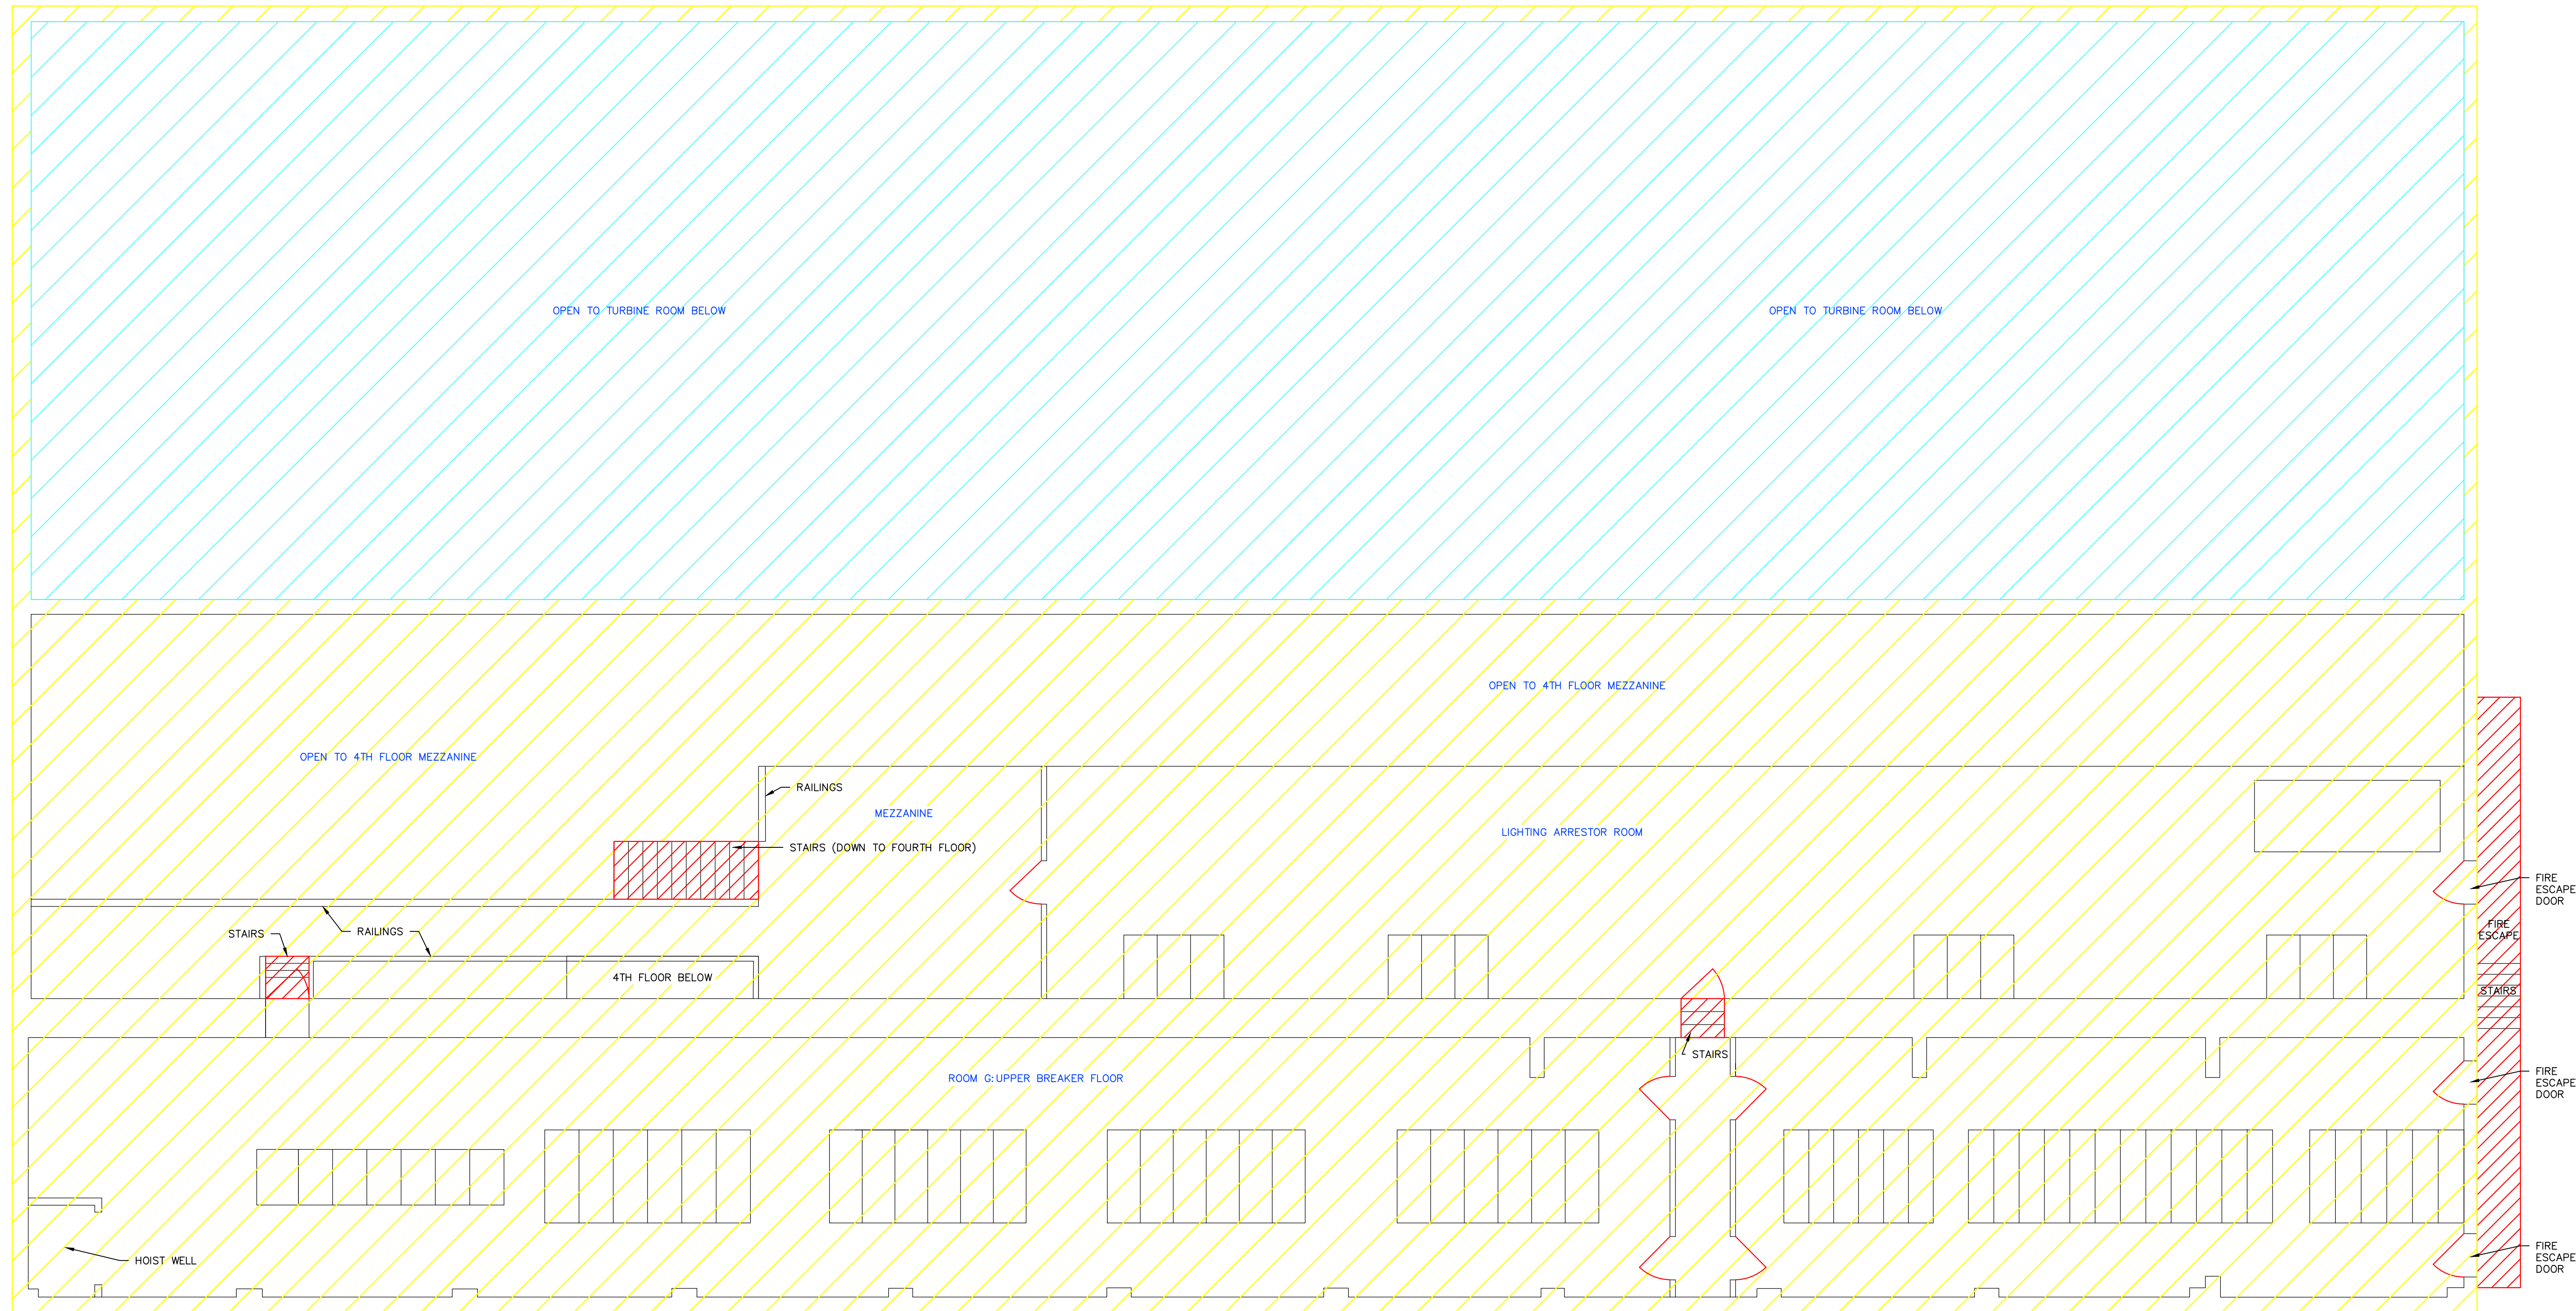 OPEN TO TURBINE ROOM BELOW
OPEN TO TURBINE ROOM BELOW
OPEN TO 4TH FLOOR MEZZANINE
OPEN TO 4TH FLOOR MEZZANINE
RAILINGS
MEZZANINE
LIGHTING ARRESTOR ROOM
STAIRS (DOWN TO FOURTH FLOOR)
FIRE
ESCAPE
DOOR
FIRE
ESCAPE
STAIRS
RAILINGS
4TH FLOOR BELOW
STAIRS
STAIRS
ROOM G: UPPER BREAKER FLOOR
FIRE
ESCAPE
DOOR
HOIST WELL
FIRE
ESCAPE
DOOR